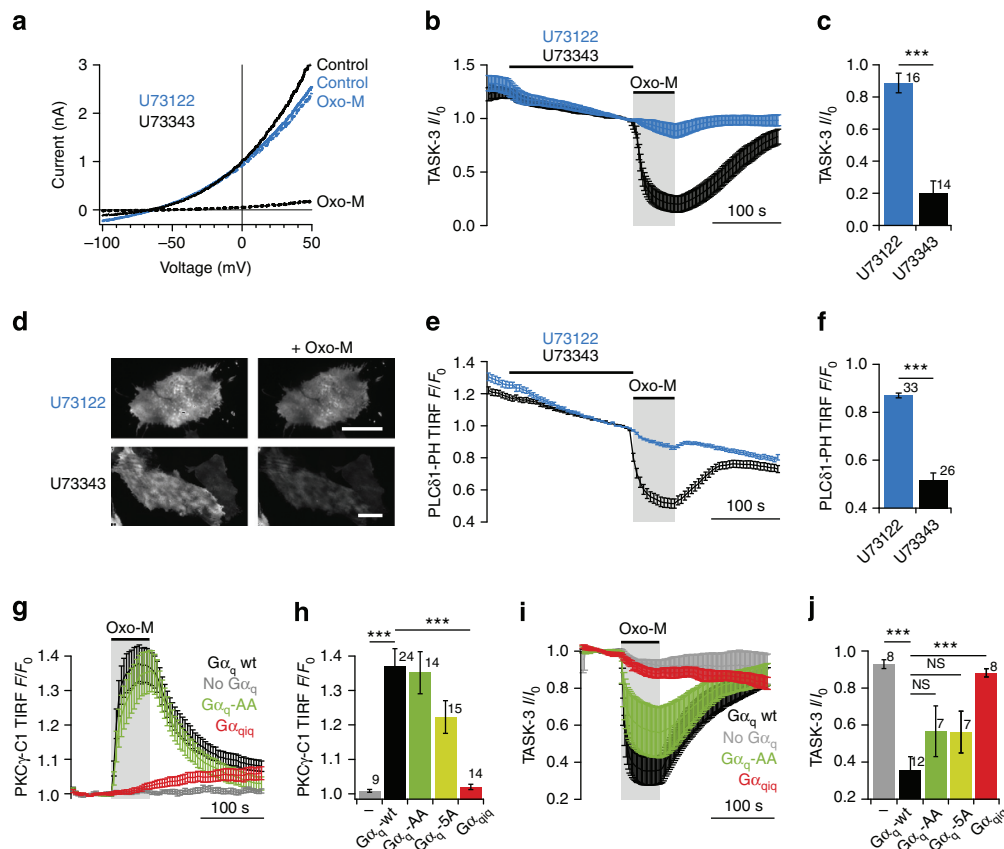 a
3
2
1
0
Current (nA)
−100
−50
0
50
Voltage (mV)
U73122
U73343
Control
Control
Oxo-M
Oxo-M
b
1.5
1.0
0.5
0.0
TASK-3 I/I0
U73122
U73343
Oxo-M
100 s
c
1.0
0.8
0.6
0.4
0.2
0.0
TASK-3 I/I0
***
16
14
U73122
U73343
d
+ Oxo-M
U73122
U73343
e
1.4
1.2
1.0
0.8
0.6
0.4
PLCδ1-PH TIRF F/F0
U73122
U73343
Oxo-M
100 s
f
1.0
0.8
0.6
0.4
PLCδ1-PH TIRF F/F0
***
33
26
U73122
U73343
g
1.4
1.3
1.2
1.1
1.0
PKCγ-C1 TIRF F/F0
Oxo-M
Gαq wt
No Gαq
Gαq-AA
Gαqiq
100 s
h
1.4
1.3
1.2
1.1
1.0
PKCγ-C1 TIRF F/F0
***
***
9
24
14
15
14
–
Gαq-wt
Gαq-AA
Gαq-5A
Gαqiq
i
1.0
0.8
0.6
0.4
0.2
TASK-3 I/I0
Oxo-M
Gαq wt
No Gαq
Gαq-AA
Gαqiq
100 s
j
1.0
0.8
0.6
0.4
0.2
TASK-3 I/I0
***
***
NS
NS
8
12
7
7
8
–
Gαq-wt
Gαq-AA
Gαq-5A
Gαqiq